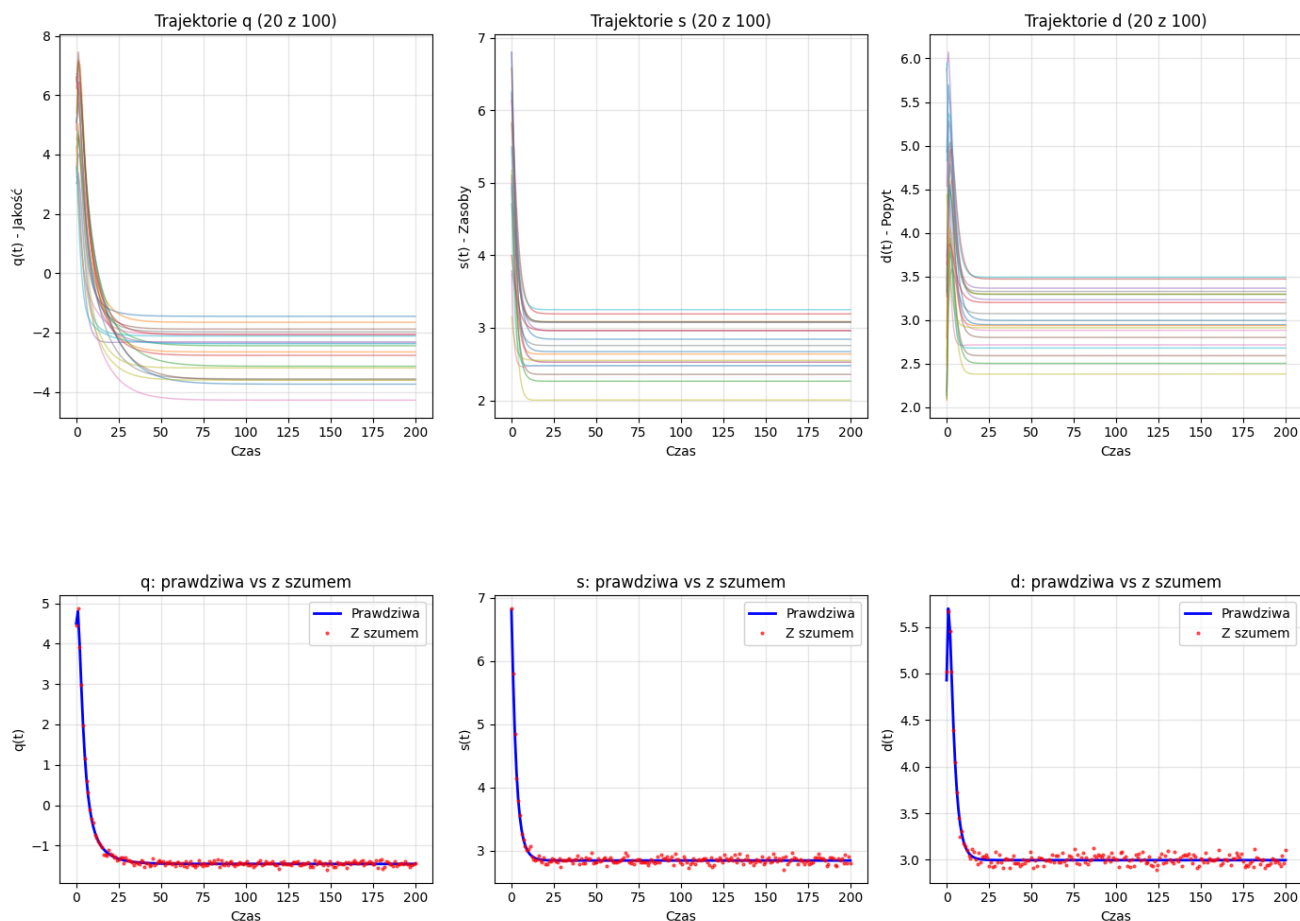 Trajektorie q (20 z 100)
q(t) - Jakość
8
6
4
2
0
−2
−4
0 25 50 75 100 125 150 175 200
Czas
Trajektorie s (20 z 100)
s(t) - Zasoby
7
6
5
4
3
2
0 25 50 75 100 125 150 175 200
Czas
Trajektorie d (20 z 100)
d(t) - Popyt
6.0
5.5
5.0
4.5
4.0
3.5
3.0
2.5
2.0
0 25 50 75 100 125 150 175 200
Czas
q: prawdziwa vs z szumem
q(t)
5
4
3
2
1
0
−1
Prawdziwa
Z szumem
0 25 50 75 100 125 150 175 200
Czas
s: prawdziwa vs z szumem
s(t)
7
6
5
4
3
Prawdziwa
Z szumem
0 25 50 75 100 125 150 175 200
Czas
d: prawdziwa vs z szumem
d(t)
5.5
5.0
4.5
4.0
3.5
3.0
Prawdziwa
Z szumem
0 25 50 75 100 125 150 175 200
Czas